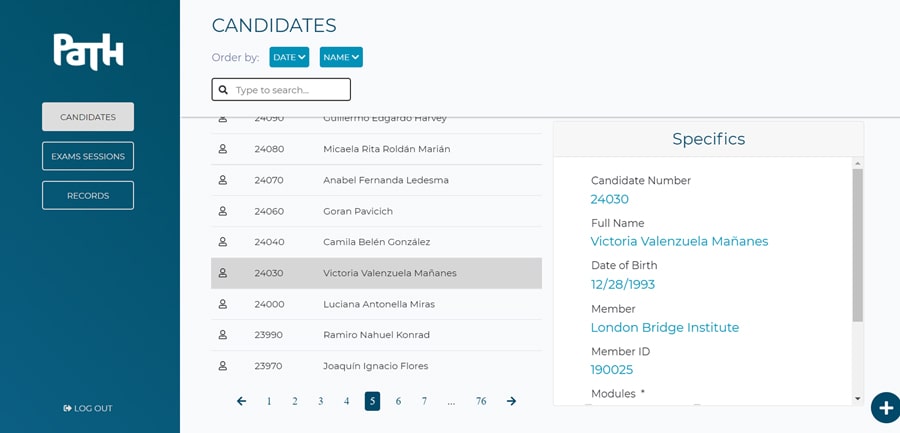 PaTH
CANDIDATES
EXAMS SESSIONS
RECORDS
LOG OUT
CANDIDATES
Order by: DATE NAME
Type to search...
24090 Guillermo Edgardo Harvey
24080 Micaela Rita Roldán Marián
24070 Anabel Fernanda Ledesma
24060 Goran Pavicich
24040 Camila Belén González
24030 Victoria Valenzuela Mañanes
24000 Luciana Antonella Miras
23990 Ramiro Nahuel Konrad
23970 Joaquín Ignacio Flores
1 2 3 4 5 6 7 ... 76
Specifics
Candidate Number
24030
Full Name
Victoria Valenzuela Mañanes
Date of Birth
12/28/1993
Member
London Bridge Institute
Member ID
190025
Modules *